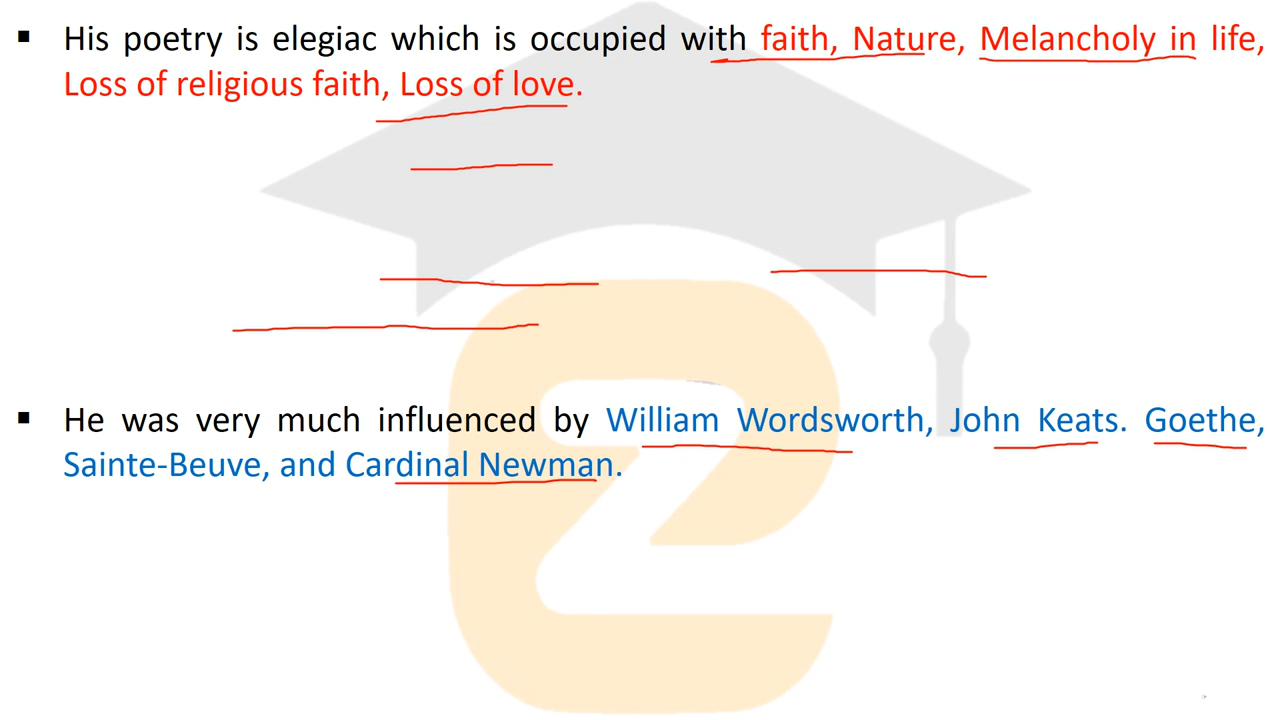 ▪ His poetry is elegiac which is occupied with faith, Nature, Melancholy in life,
Loss of religious faith, Loss of love.
▪ He was very much influenced by William Wordsworth, John Keats. Goethe,
Sainte-Beuve, and Cardinal Newman.